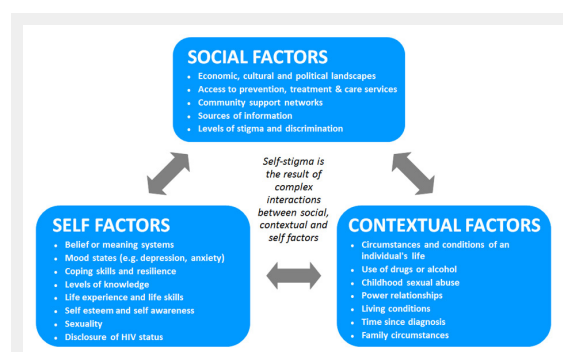 SOCIAL FACTORS
• Economic, cultural and political landscapes
• Access to prevention, treatment & care services
• Community support networks
• Sources of information
• Levels of stigma and discrimination
Self-stigma is
the result of
complex
interactions
between social,
contextual and
self factors
SELF FACTORS
• Belief or meaning systems
• Mood states (e.g. depression, anxiety)
• Coping skills and resilience
• Levels of knowledge
• Life experience and life skills
• Self esteem and self awareness
• Sexuality
• Disclosure of HIV status
CONTEXTUAL FACTORS
• Circumstances and conditions of an
individual's life
• Use of drugs or alcohol
• Childhood sexual abuse
• Power relationships
• Living conditions
• Time since diagnosis
• Family circumstances